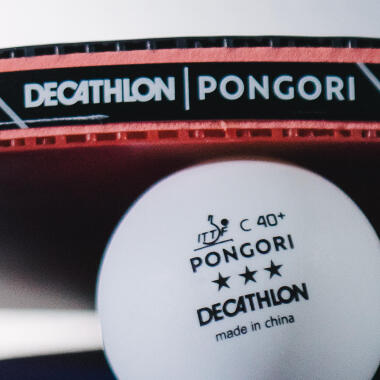 DECATHLON | PONGORI
ITTF C 40+
PONGORI
★★★
DECATHLON
made in china